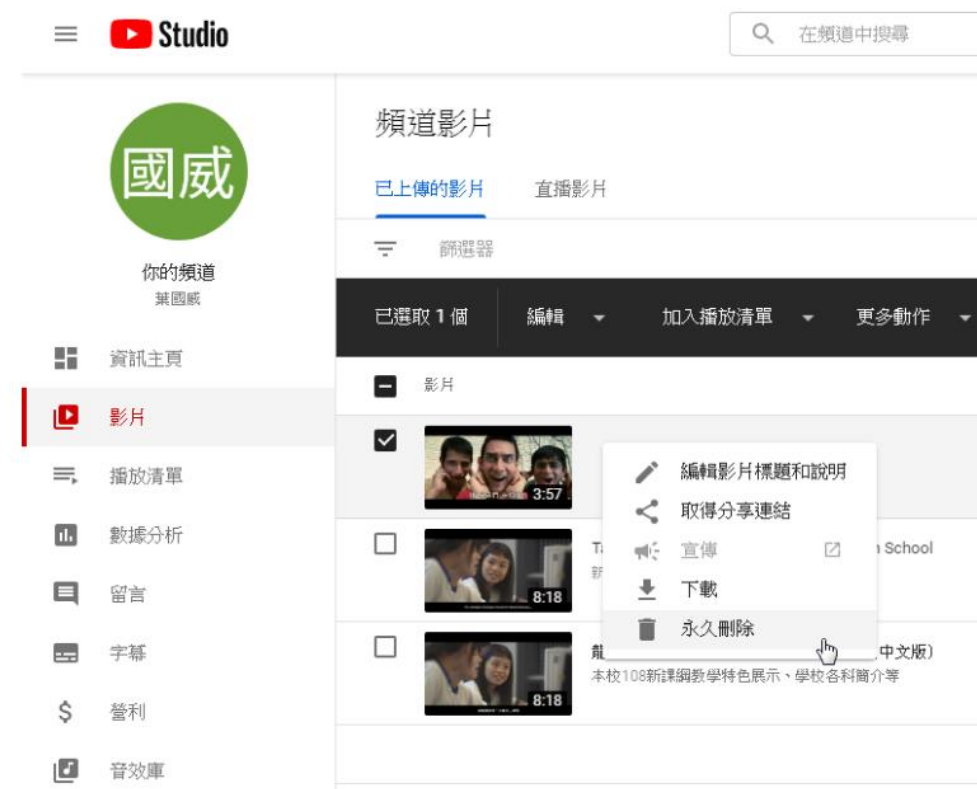 Studio
在頻道中搜尋
國威
你的頻道
葉國威
資訊主頁
影片
播放清單
數據分析
留言
字幕
營利
音效庫
頻道影片
已上傳的影片 直播影片
篩選器
已選取 1 個 編輯 加入播放清單 更多動作
影片
3:57
編輯影片標題和說明
取得分享連結
宣傳
下載
永久刪除
School
8:18
龍 中文版)
本校108新課綱教學特色展示、學校各科簡介等
8:18